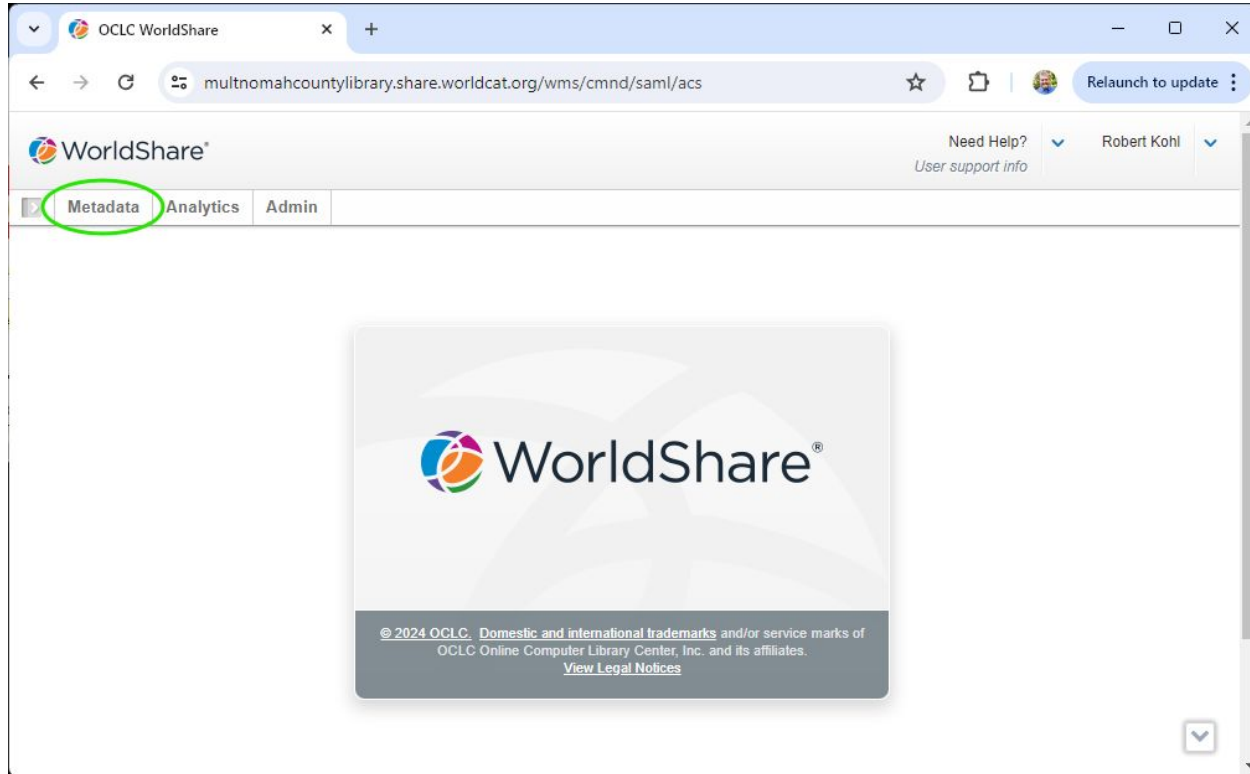 OCLC WorldShare
multnomahcountylibrary.share.worldcat.org/wms/cmnd/saml/acs
Relaunch to update
WorldShare®
Need Help?
User support info
Robert Kohl
Metadata Analytics Admin
WorldShare®
© 2024 OCLC. Domestic and international trademarks and/or service marks of
OCLC Online Computer Library Center, Inc. and its affiliates.
View Legal Notices